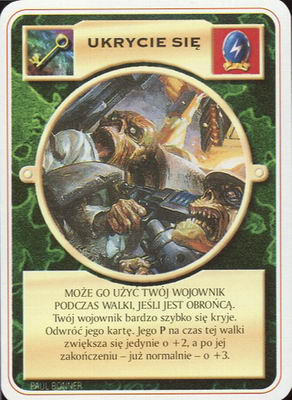 UKRYCIE SIĘ
MOŻE GO UŻYĆ TWÓJ WOJOWNIK
PODCZAS WALKI, JEŚLI JEST OBROŃCĄ.
Twój wojownik bardzo szybko się kryje.
Odwróć jego kartę. Jego P na czas tej walki
zwiększa się jedynie o +2, a po jej
zakończeniu – już normalnie – o +3.
PAUL BONNER